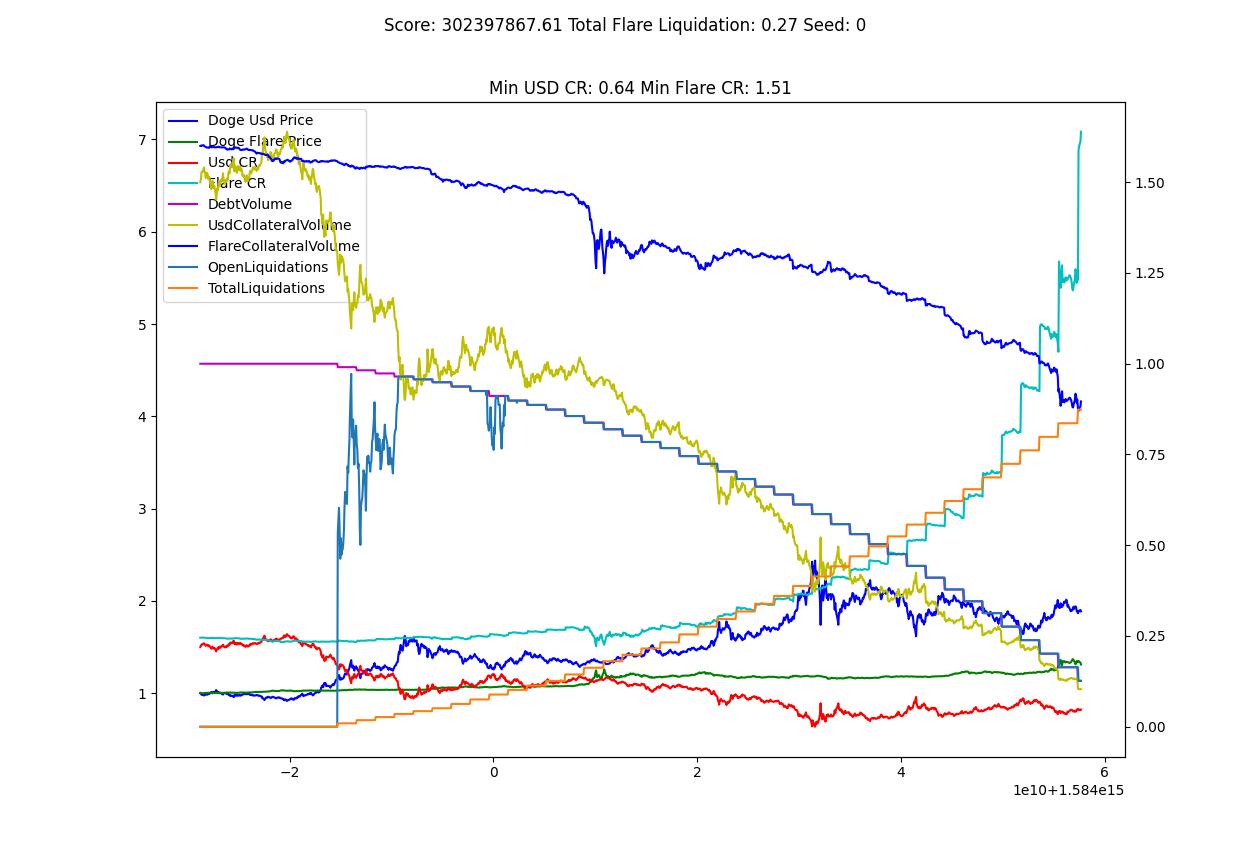 Score: 302397867.61 Total Flare Liquidation: 0.27 Seed: 0
Min USD CR: 0.64 Min Flare CR: 1.51
Doge Usd Price
Doge Flare Price
Usd CR
Flare CR
DebtVolume
UsdCollateralVolume
FlareCollateralVolume
OpenLiquidations
TotalLiquidations
7
6
5
4
3
2
1
1.50
1.25
1.00
0.75
0.50
0.25
0.00
−2
0
2
4
6
1e10+1.584e15